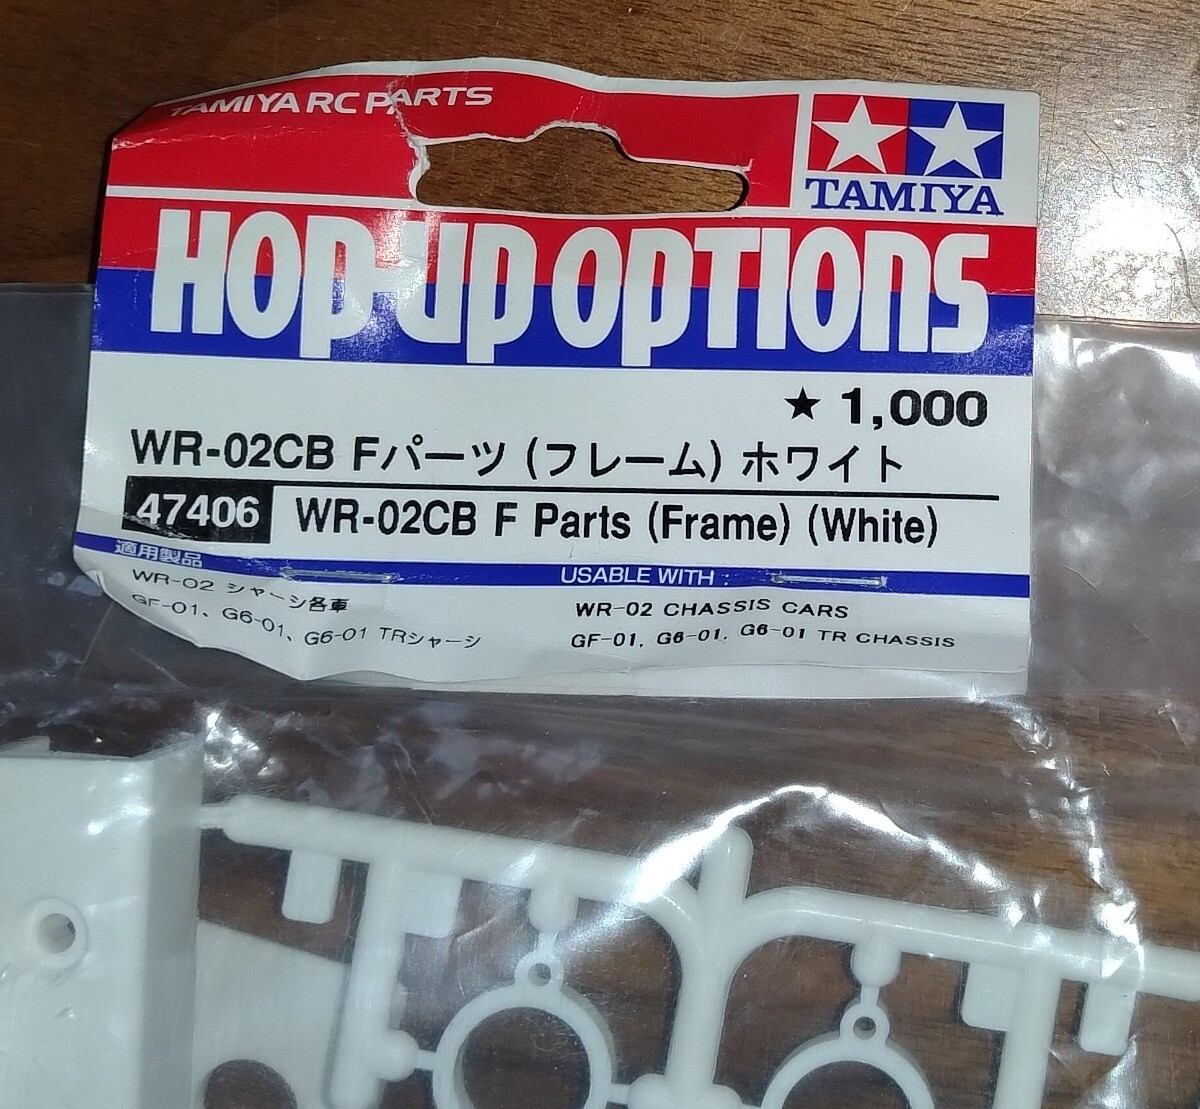 TAMIYA RC PARTS
TAMIYA
HOP-UP OPTIONS
★ 1,000
WR-02CB Fパーツ (フレーム) ホワイト
47406 WR-02CB F Parts (Frame) (White)
適用製品
WR-02 シャーシ各車
GF-01、G6-01、G6-01 TRシャーシ
USABLE WITH :
WR-02 CHASSIS CARS
GF-01, G6-01, G6-01 TR CHASSIS